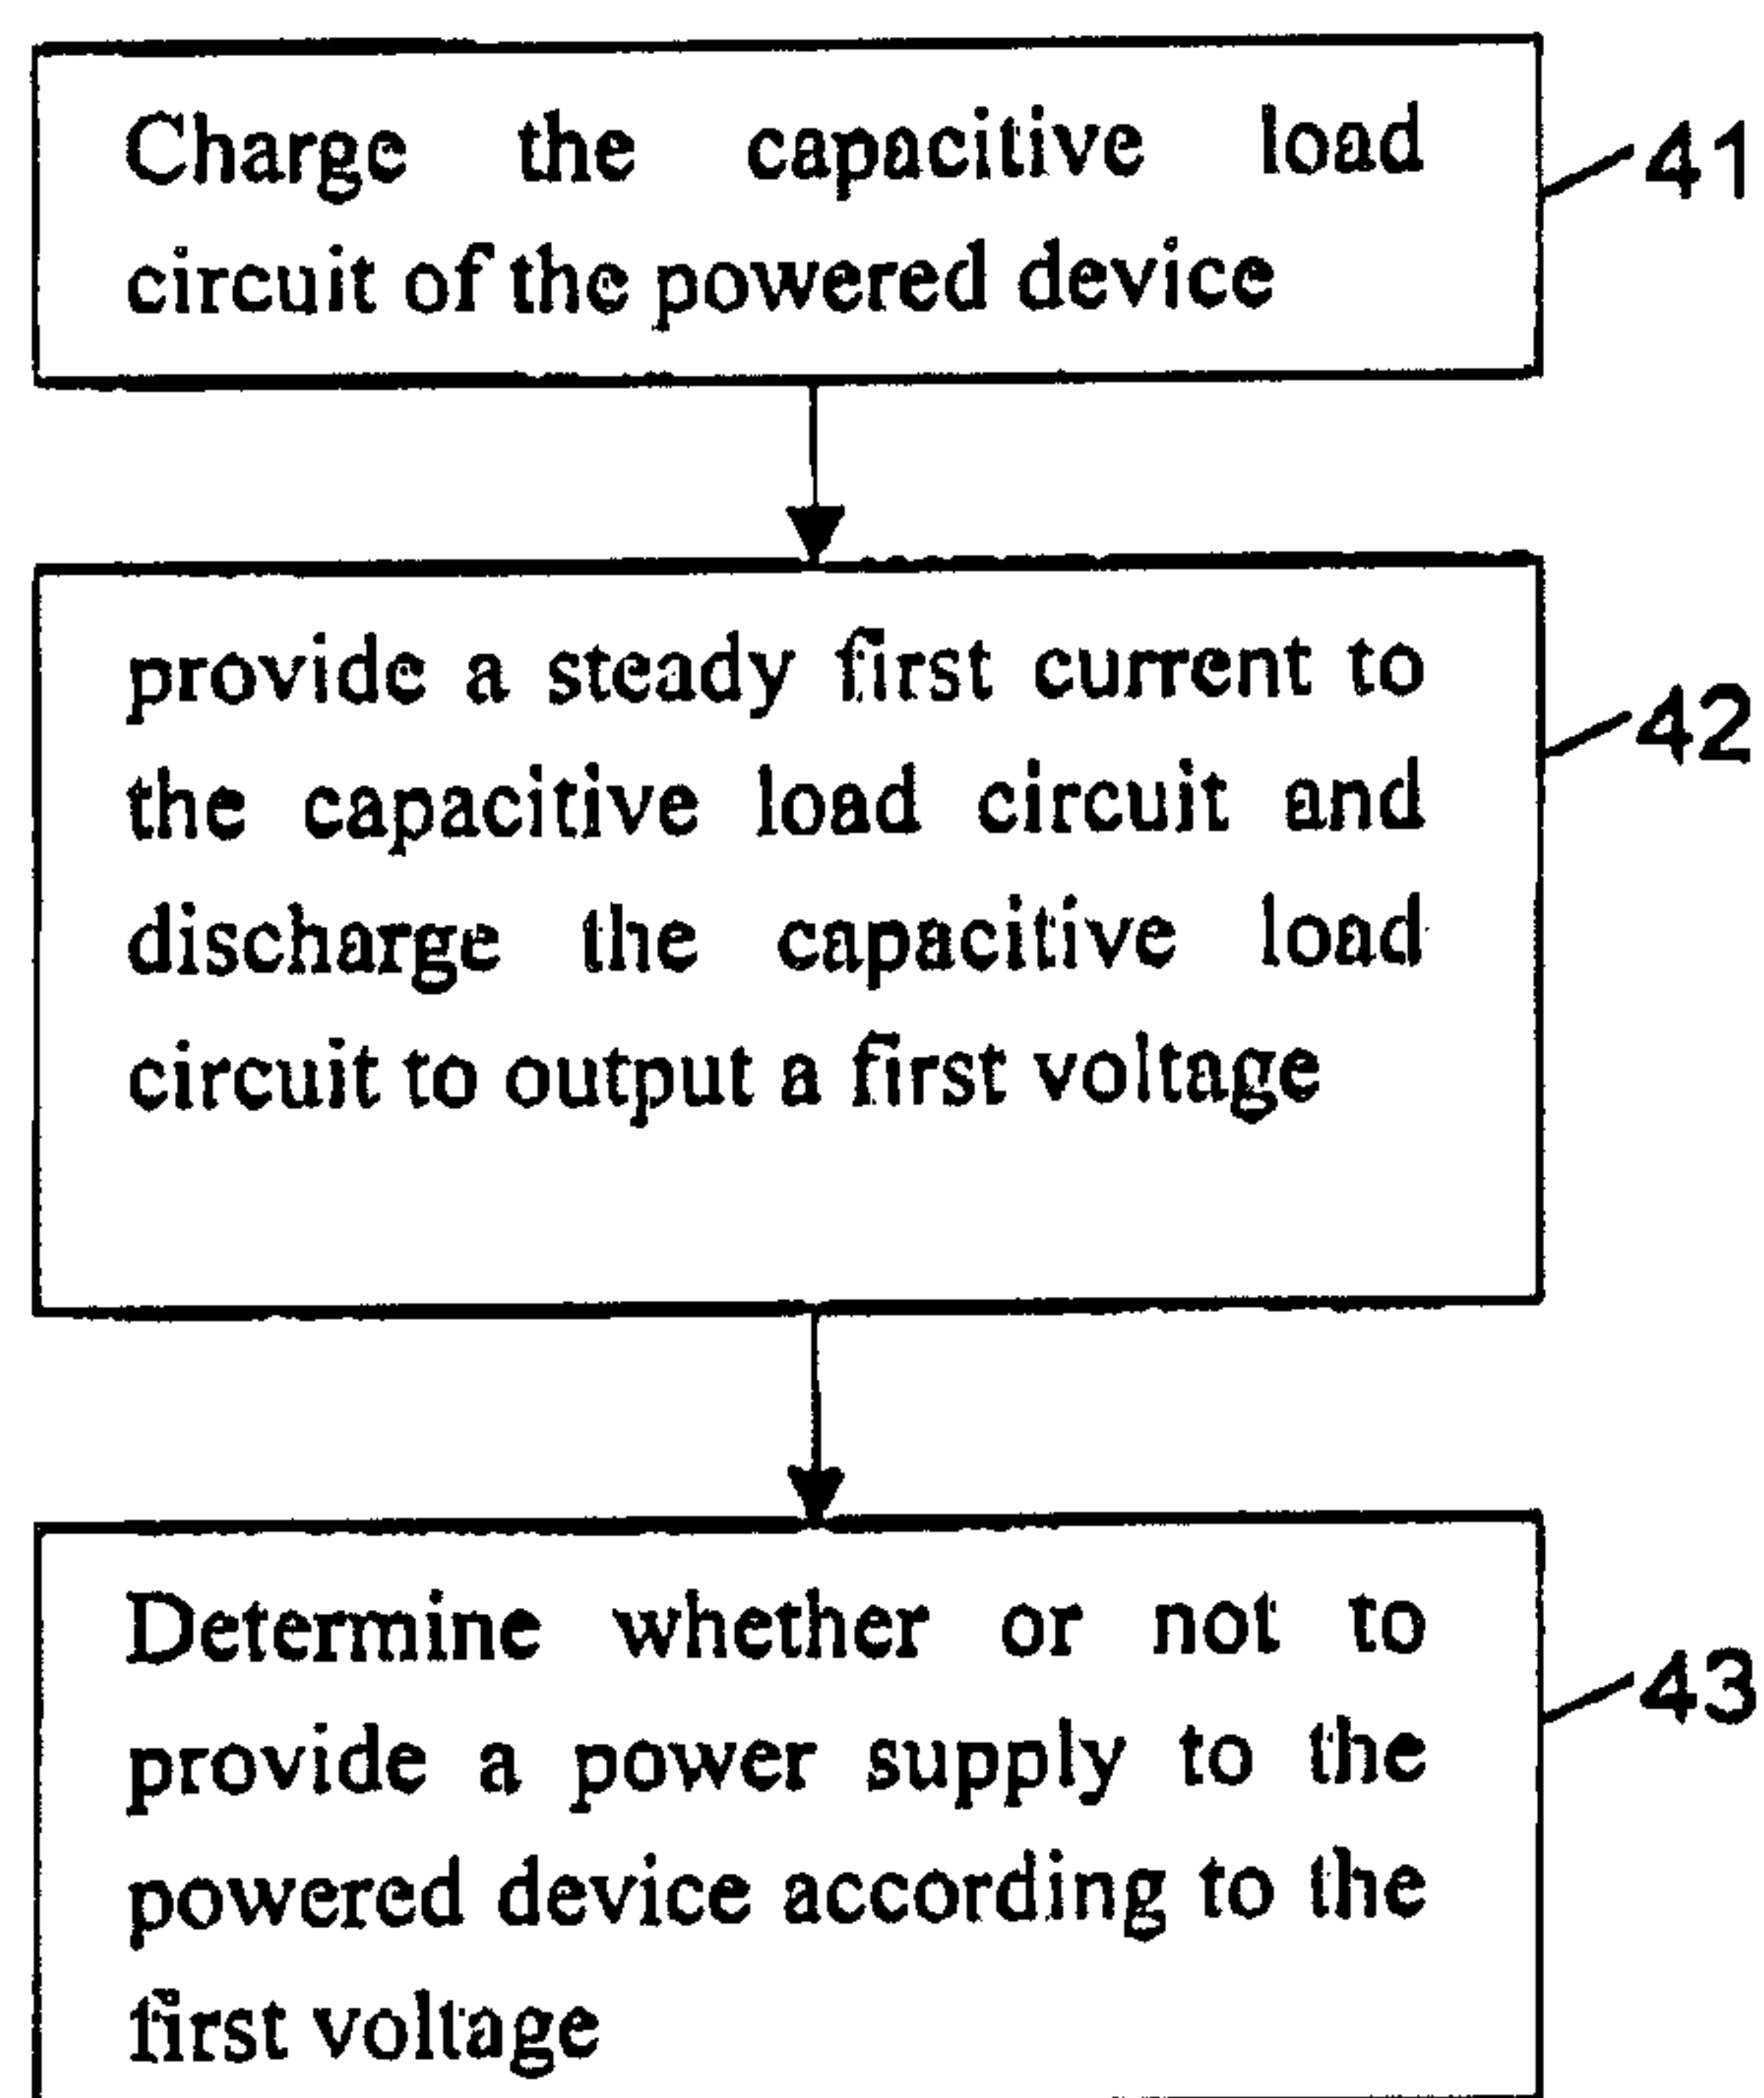 Charge the capacitive load
circuit of the powered device
41
provide a steady first current to
the capacitive load circuit and
discharge the capacitive load
circuit to output a first voltage
42
Determine whether or not to
provide a power supply to the
powered device according to the
first voltage
43